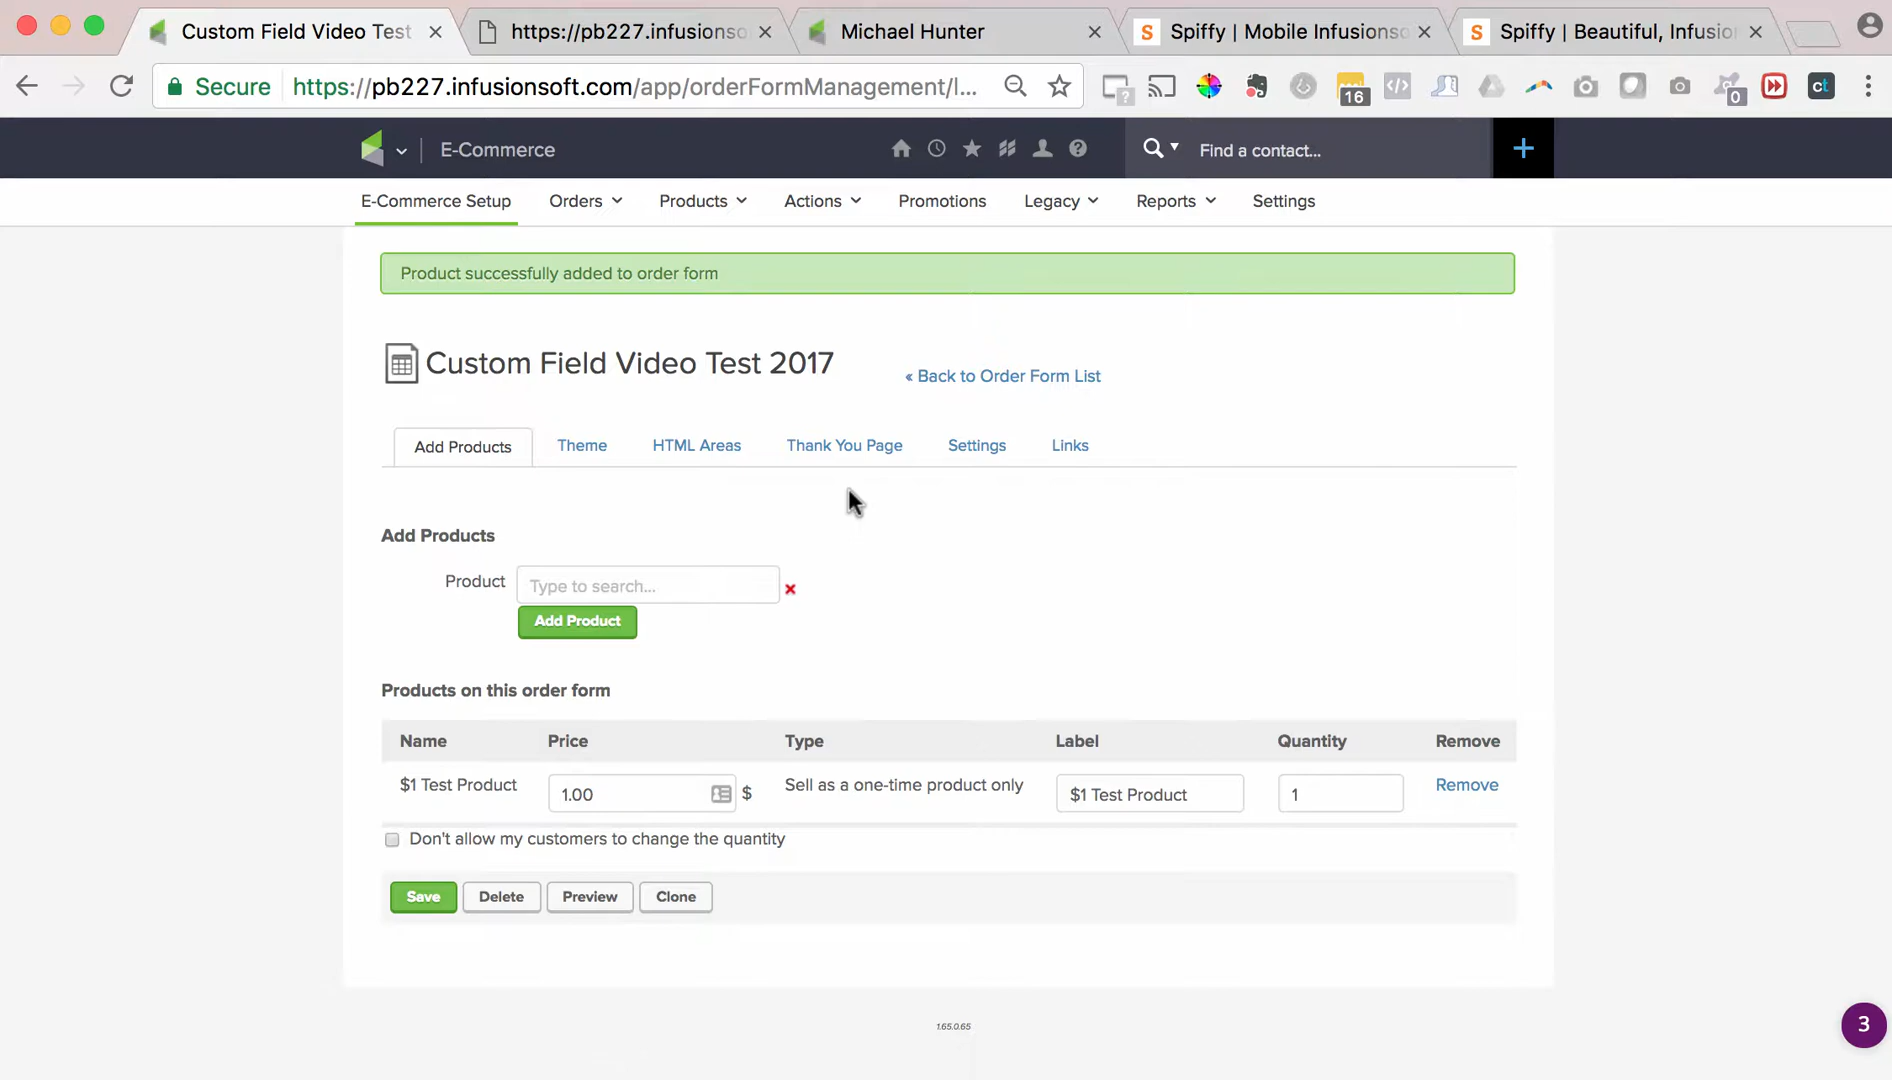 Custom Field Video Test
https://pb227.infusionso
Michael Hunter
Spiffy | Mobile Infusionso
Spiffy | Beautiful, Infusion
Secure https://pb227.infusionsoft.com/app/orderFormManagement/l...
16
0
ct
E-Commerce
Find a contact...
E-Commerce Setup Orders Products Actions Promotions Legacy Reports Settings
Product successfully added to order form
Custom Field Video Test 2017
« Back to Order Form List
Add Products Theme HTML Areas Thank You Page Settings Links
Add Products
Product Type to search...
Add Product
Products on this order form
Name Price Type Label Quantity Remove
$1 Test Product 1.00 $ Sell as a one-time product only $1 Test Product 1 Remove
Don't allow my customers to change the quantity
Save Delete Preview Clone
1.65.0.65
3